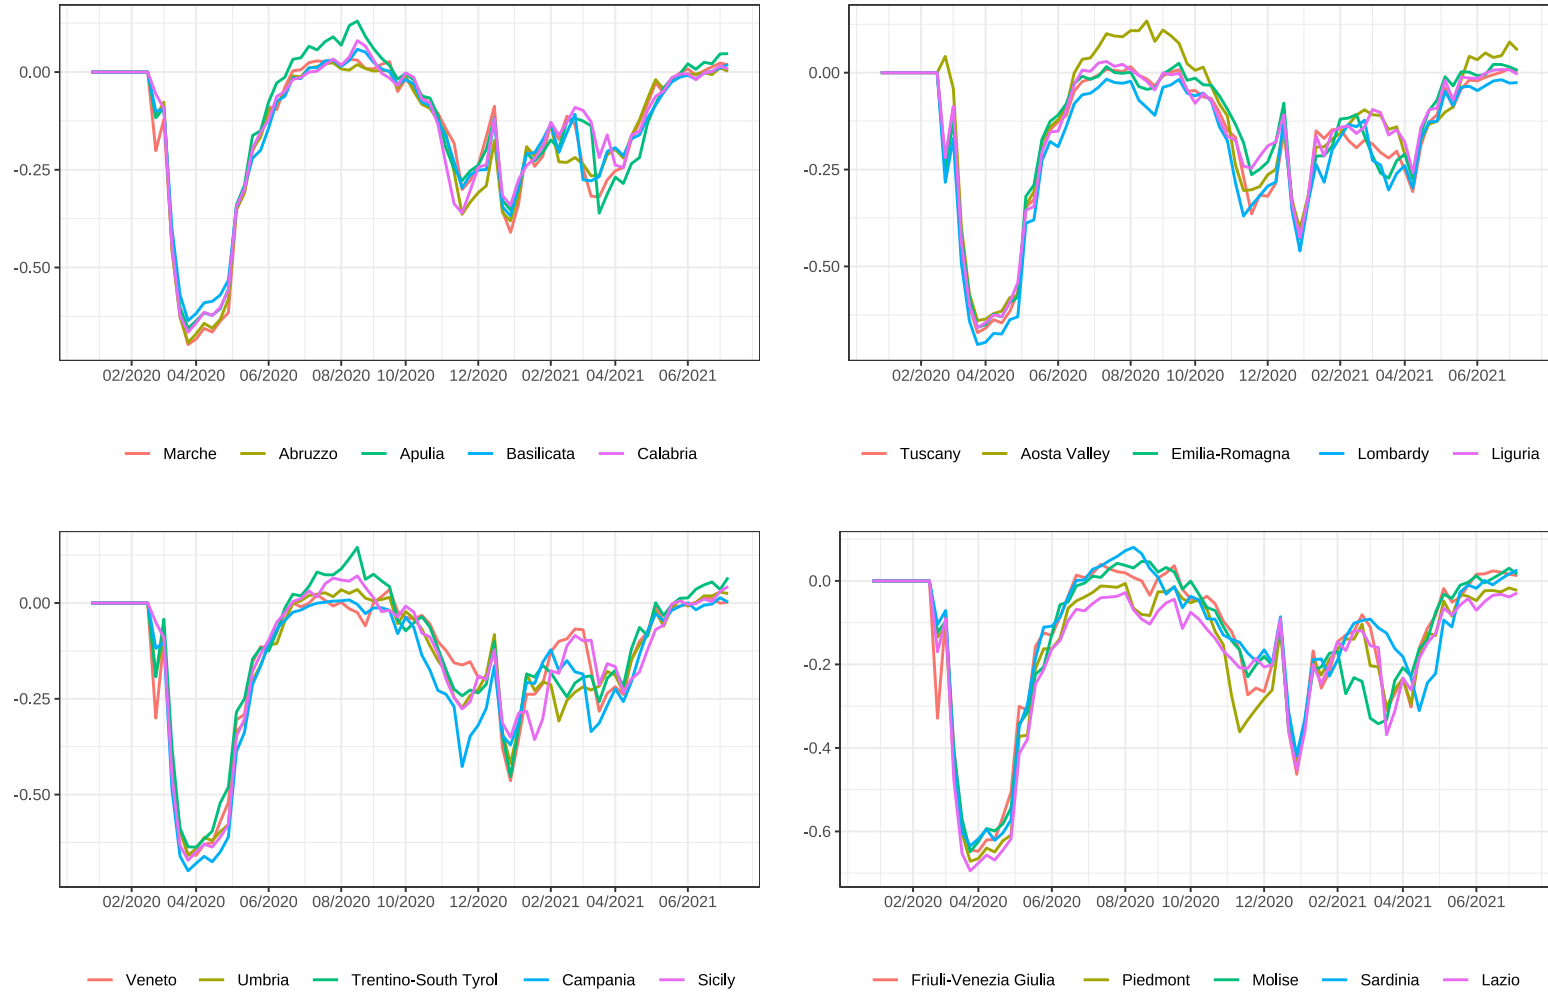 0.00
-0.25
-0.50
02/2020 04/2020 06/2020 08/2020 10/2020 12/2020 02/2021 04/2021 06/2021
Marche Abruzzo Apulia Basilicata Calabria
0.00
-0.25
-0.50
02/2020 04/2020 06/2020 08/2020 10/2020 12/2020 02/2021 04/2021 06/2021
Tuscany Aosta Valley Emilia-Romagna Lombardy Liguria
0.00
-0.25
-0.50
02/2020 04/2020 06/2020 08/2020 10/2020 12/2020 02/2021 04/2021 06/2021
Veneto Umbria Trentino-South Tyrol Campania Sicily
0.0
-0.2
-0.4
-0.6
02/2020 04/2020 06/2020 08/2020 10/2020 12/2020 02/2021 04/2021 06/2021
Friuli-Venezia Giulia Piedmont Molise Sardinia Lazio